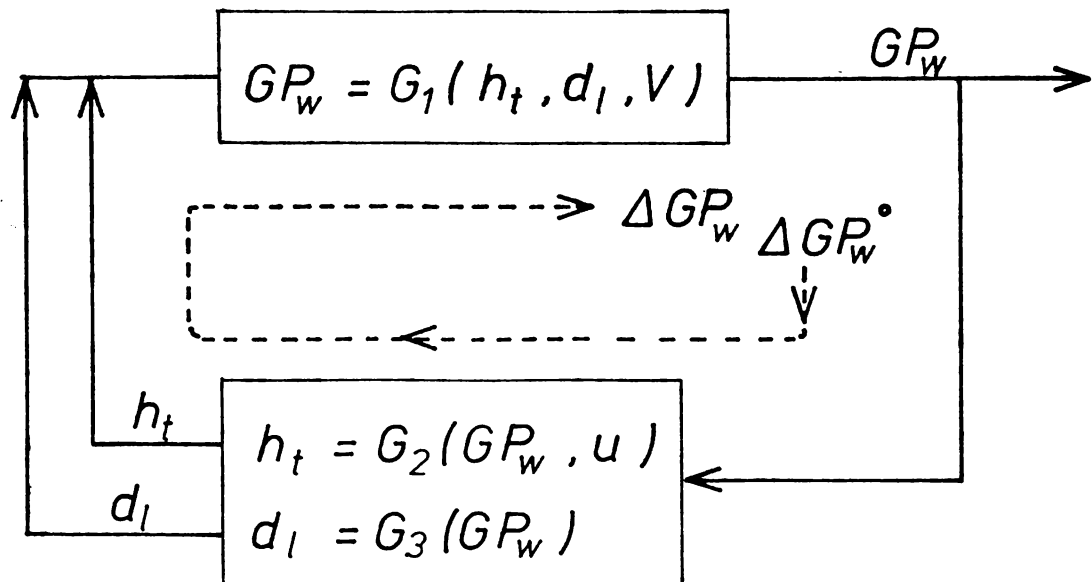 GP_w
GP_w = G_1(h_t, d_l, V)
ΔGP_w
ΔGP_w°
h_t
h_t = G_2(GP_w, u)
d_l
d_l = G_3(GP_w)